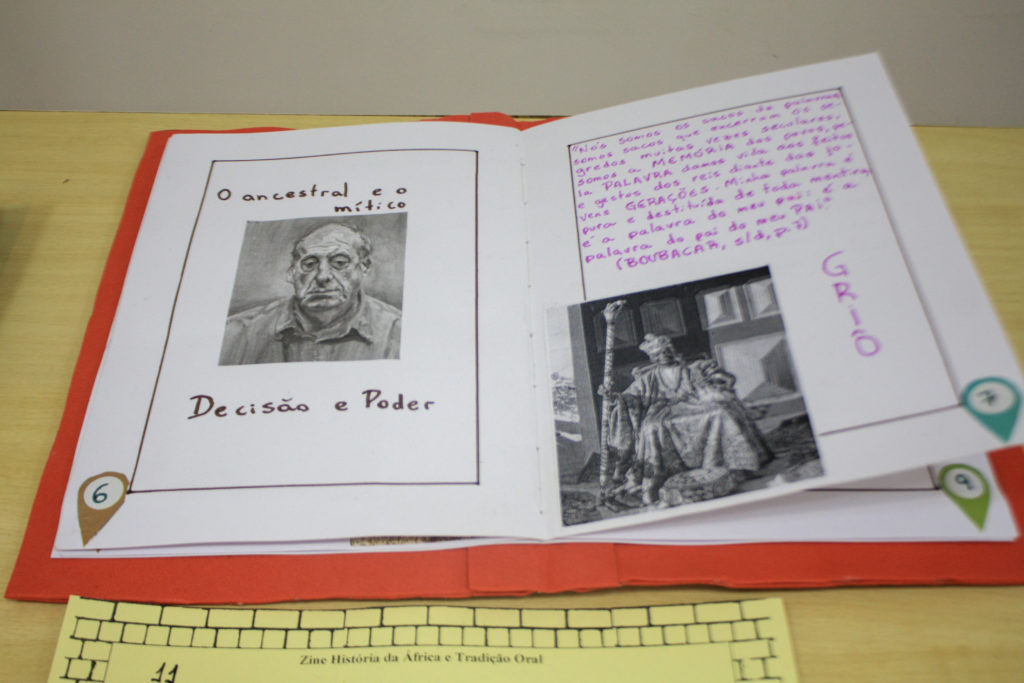 O ancestral e o
mítico
Decisão e Poder
6
"Nós somos os sacos de palavras,
somos sacos que encerram os se-
gredos muitas vezes seculares,
somos a MEMÓRIA dos povos, pe-
la PALAVRA damos vida aos feitos
e gestos dos reis diante das jo-
vens GERAÇÕES. Minha palavra é
pura e destituída de toda mentira,
é a palavra do meu pai: é a
palavra do pai do meu PAI."
(BOUBACAR, s/d, p. 7)
GRIÔ
9
Zine História da África e Tradição Oral
11